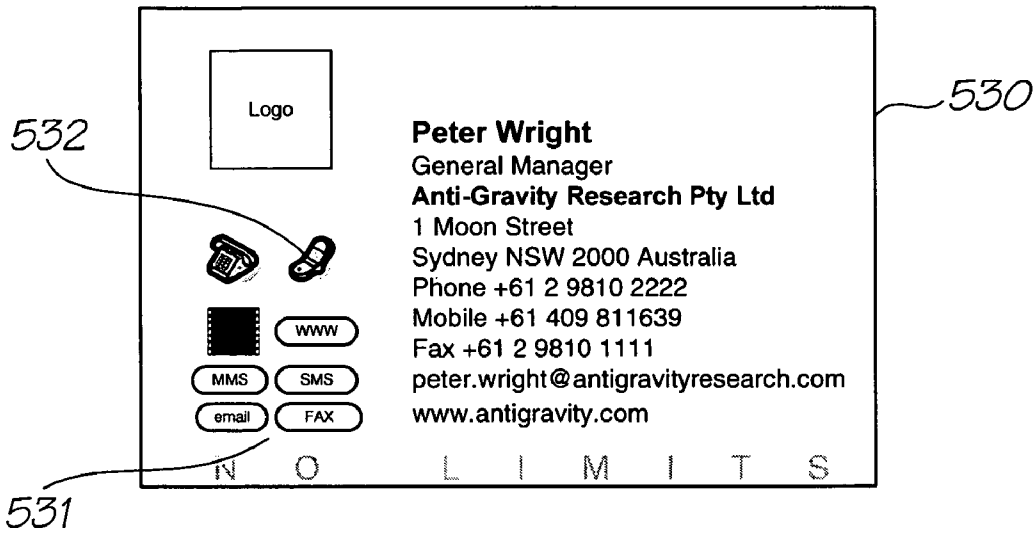 530
532
Logo
Peter Wright
General Manager
Anti-Gravity Research Pty Ltd
1 Moon Street
Sydney NSW 2000 Australia
Phone +61 2 9810 2222
Mobile +61 409 811639
Fax +61 2 9810 1111
peter.wright@antigravityresearch.com
www.antigravity.com
WWW
MMS SMS
email FAX
NO LIMITS
531